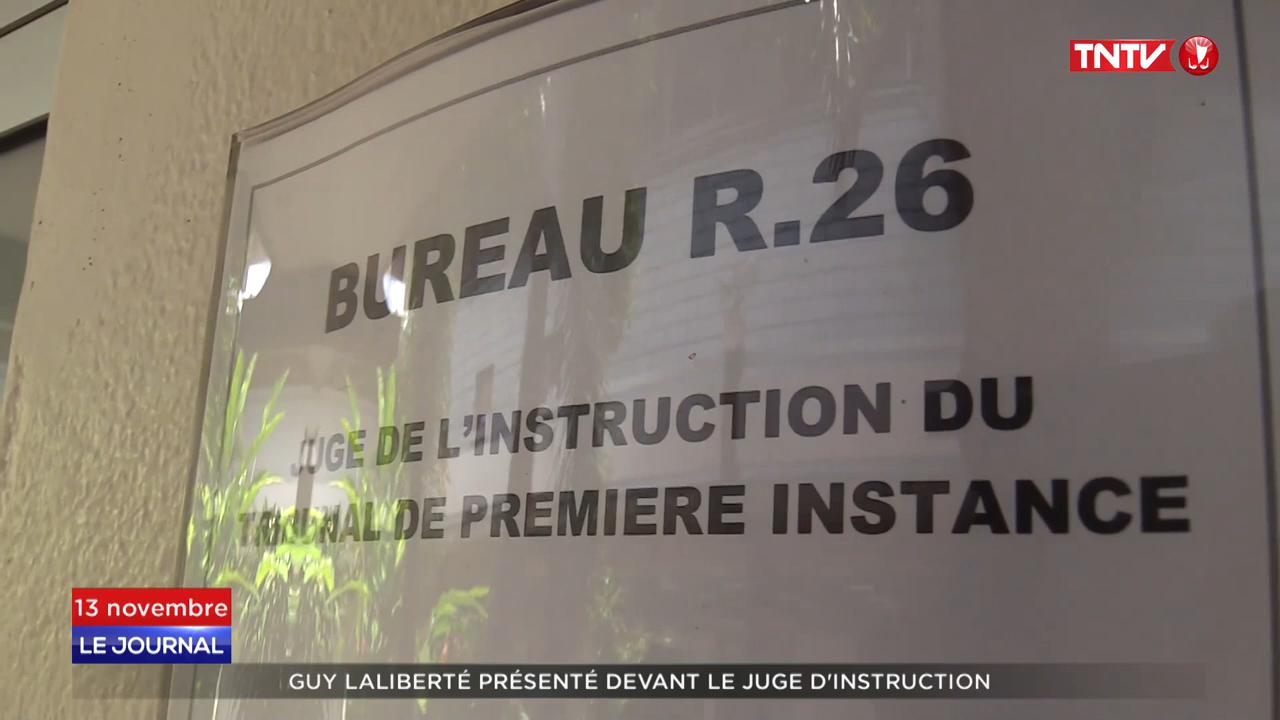 TNTV
BUREAU R.26
JUGE DE L'INSTRUCTION DU
TRIBUNAL DE PREMIERE INSTANCE
13 novembre
LE JOURNAL
GUY LALIBERTÉ PRÉSENTÉ DEVANT LE JUGE D'INSTRUCTION